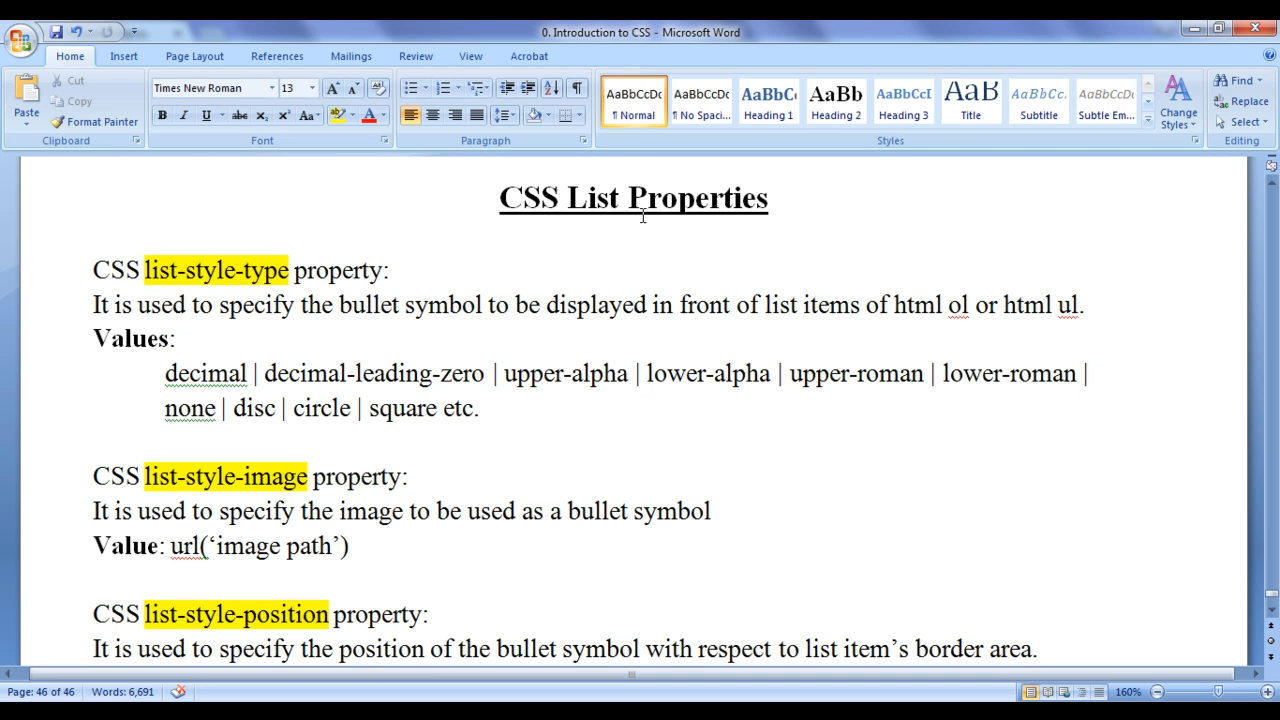 0. Introduction to CSS - Microsoft Word
Home Insert Page Layout References Mailings Review View Acrobat
Paste
Cut
Copy
Format Painter
Clipboard
Times New Roman 13
Font
Paragraph
AaBbCcDc AaBbCcDc AaBbC AaBb AaBbCcI AaB AaBbCc. AaBbCcDc
¶ Normal ¶ No Spaci... Heading 1 Heading 2 Heading 3 Title Subtitle Subtle Em...
Change
Styles
Styles
Find
Replace
Select
Editing
CSS List Properties
CSS list-style-type property:
It is used to specify the bullet symbol to be displayed in front of list items of html ol or html ul.
Values:
decimal | decimal-leading-zero | upper-alpha | lower-alpha | upper-roman | lower-roman |
none | disc | circle | square etc.
CSS list-style-image property:
It is used to specify the image to be used as a bullet symbol
Value: url(‘image path’)
CSS list-style-position property:
It is used to specify the position of the bullet symbol with respect to list item’s border area.
Page: 46 of 46 Words: 6,691 160%